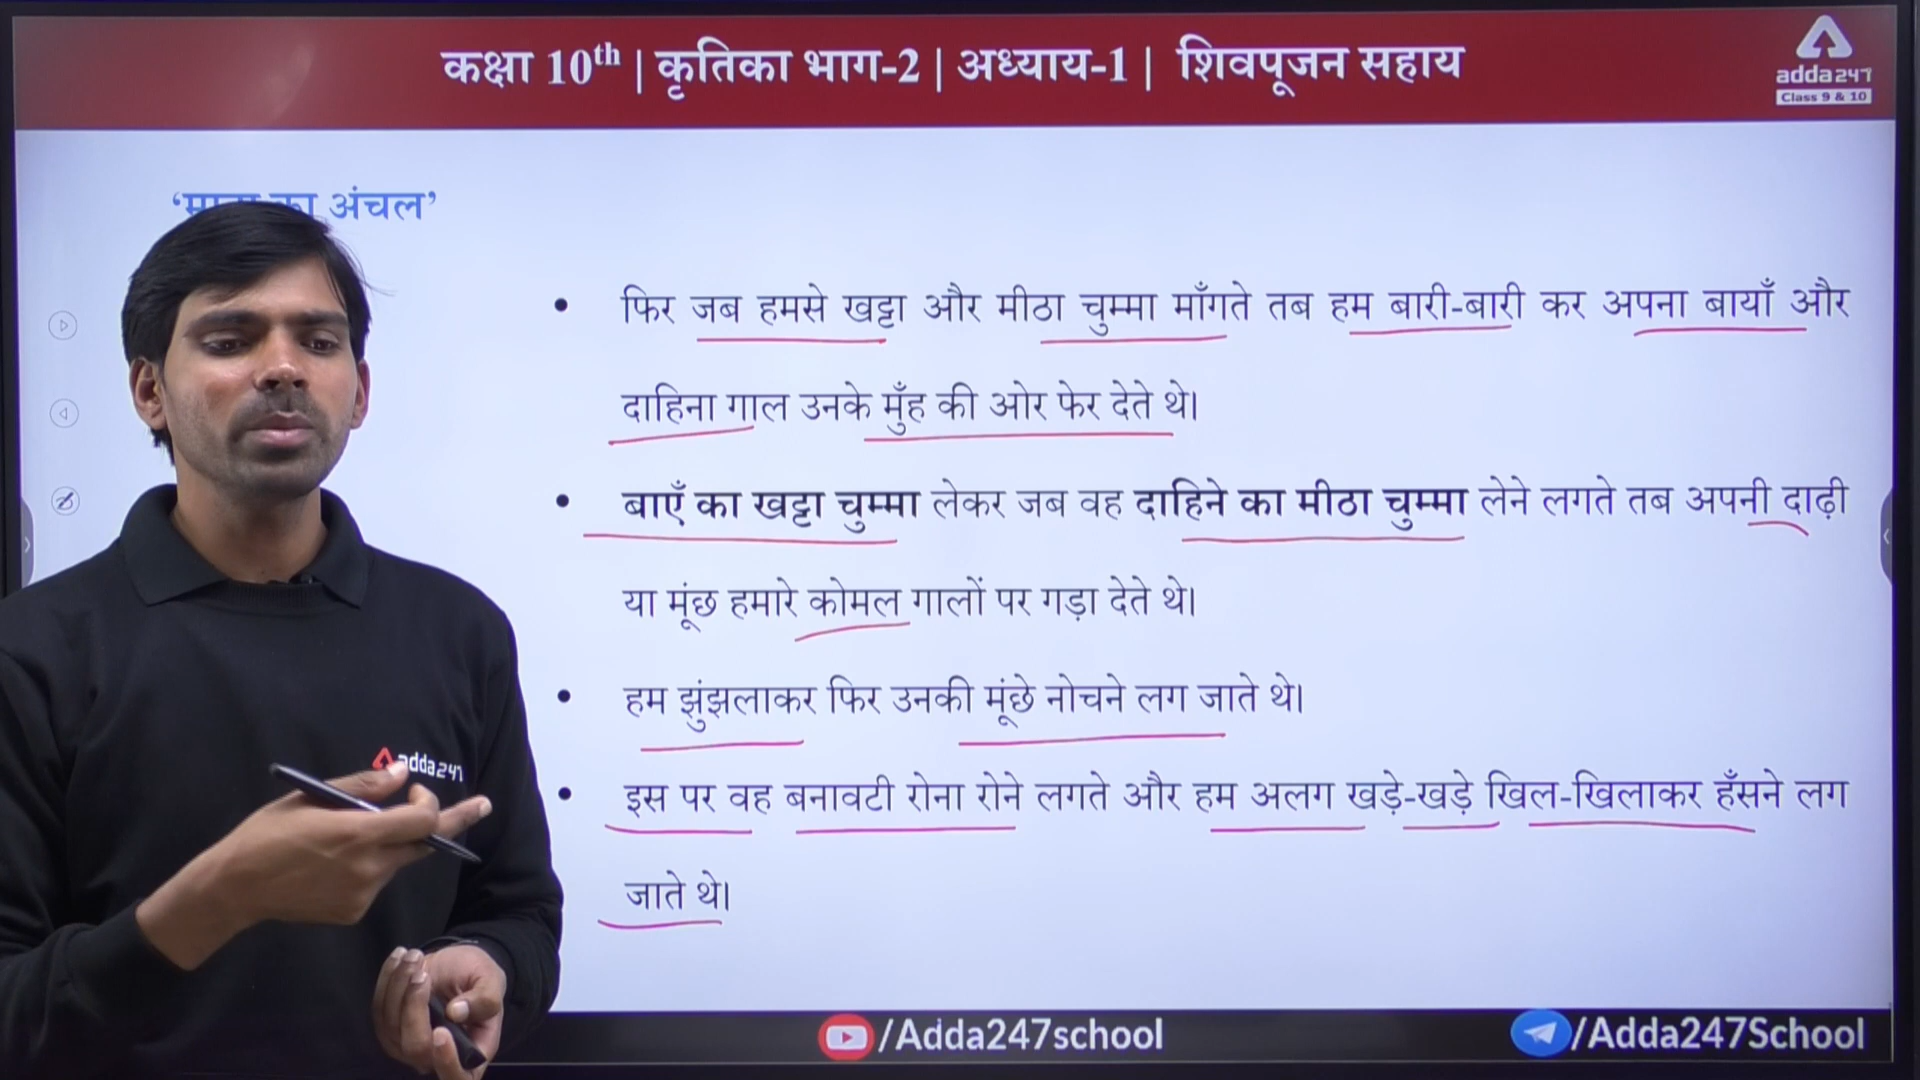 कक्षा 10th | कृतिका भाग-2 | अध्याय-1 | शिवपूजन सहाय
adda247
Class 9 & 10
का अंचल’
• फिर जब हमसे खट्टा और मीठा चुम्मा माँगते तब हम बारी-बारी कर अपना बायाँ और
दाहिना गाल उनके मुँह की ओर फेर देते थे।
• बाएँ का खट्टा चुम्मा लेकर जब वह दाहिने का मीठा चुम्मा लेने लगते तब अपनी दाढ़ी
या मूंछ हमारे कोमल गालों पर गड़ा देते थे।
• हम झुंझलाकर फिर उनकी मूंछे नोचने लग जाते थे।
• इस पर वह बनावटी रोना रोने लगते और हम अलग खड़े-खड़े खिल-खिलाकर हँसने लग
जाते थे।
adda247
/Adda247school
/Adda247School